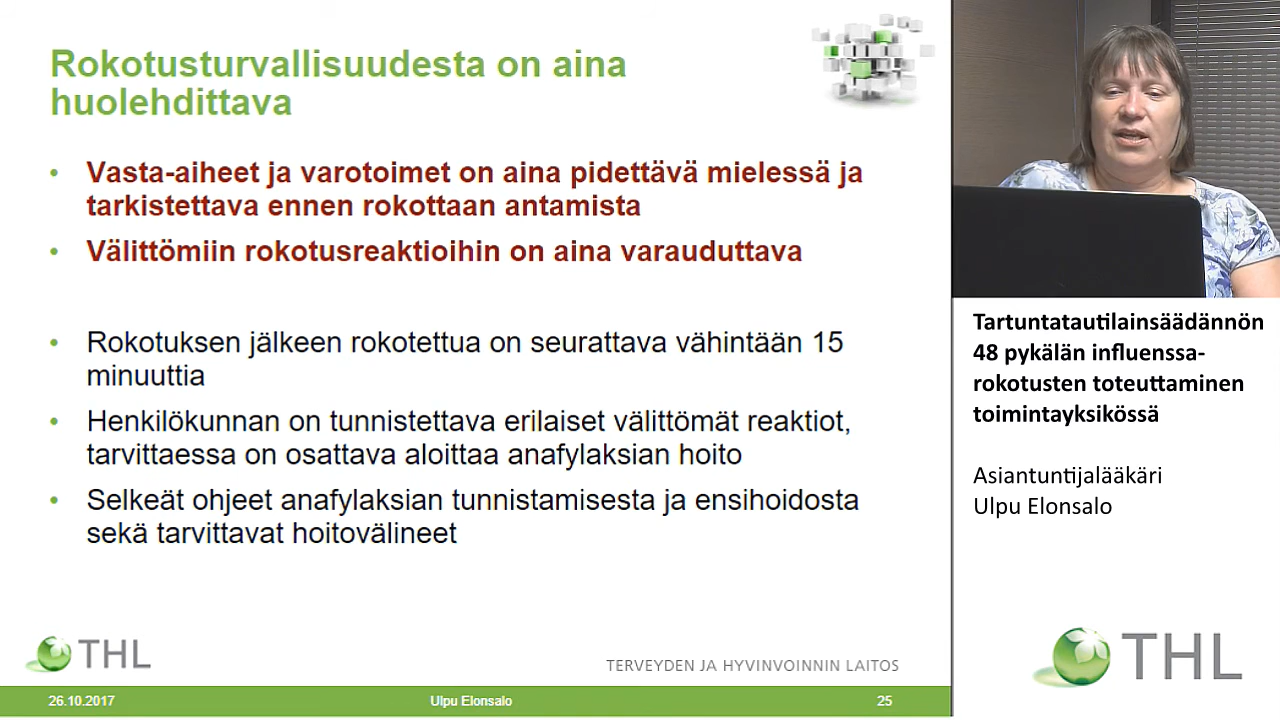 Rokotusturvallisuudesta on aina
huolehdittava
• Vasta-aiheet ja varotoimet on aina pidettävä mielessä ja
tarkistettava ennen rokottaan antamista
• Välittömiin rokotusreaktioihin on aina varauduttava
• Rokotuksen jälkeen rokotettua on seurattava vähintään 15
minuuttia
• Henkilökunnan on tunnistettava erilaiset välittömät reaktiot,
tarvittaessa on osattava aloittaa anafylaksian hoito
• Selkeät ohjeet anafylaksian tunnistamisesta ja ensihoidosta
sekä tarvittavat hoitovälineet
THL
TERVEYDEN JA HYVINVOINNIN LAITOS
26.10.2017
Ulpu Elonsalo
25
Tartuntatautilainsäädännön
48 pykälän influenssa-
rokotusten toteuttaminen
toimintayksikössä
Asiantuntijalääkäri
Ulpu Elonsalo
THL